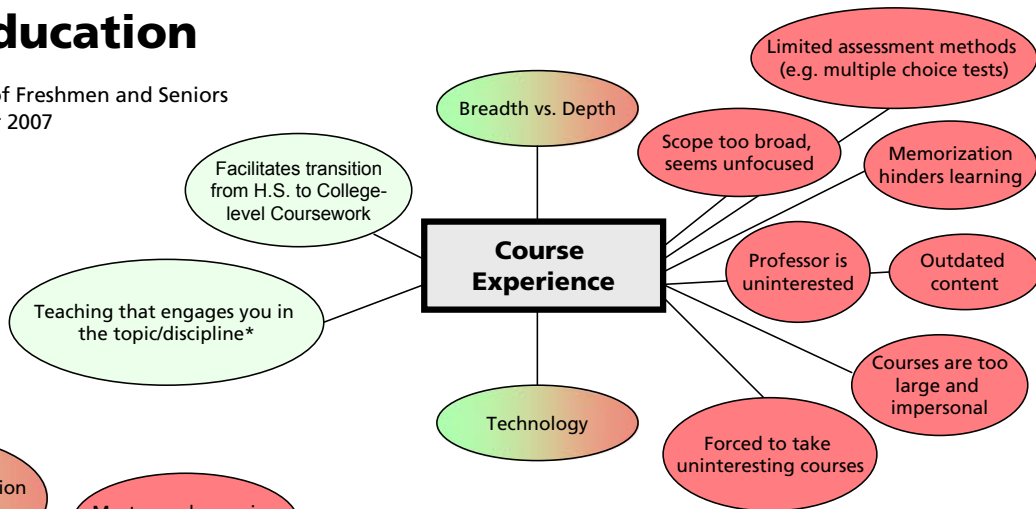 ducation
of Freshmen and Seniors
2007
Breadth vs. Depth
Limited assessment methods
(e.g. multiple choice tests)
Scope too broad,
seems unfocused
Memorization
hinders learning
Facilitates transition
from H.S. to College-
level Coursework
Course
Experience
Professor is
uninterested
Outdated
content
Teaching that engages you in
the topic/discipline*
Courses are too
large and
impersonal
Technology
Forced to take
uninteresting courses